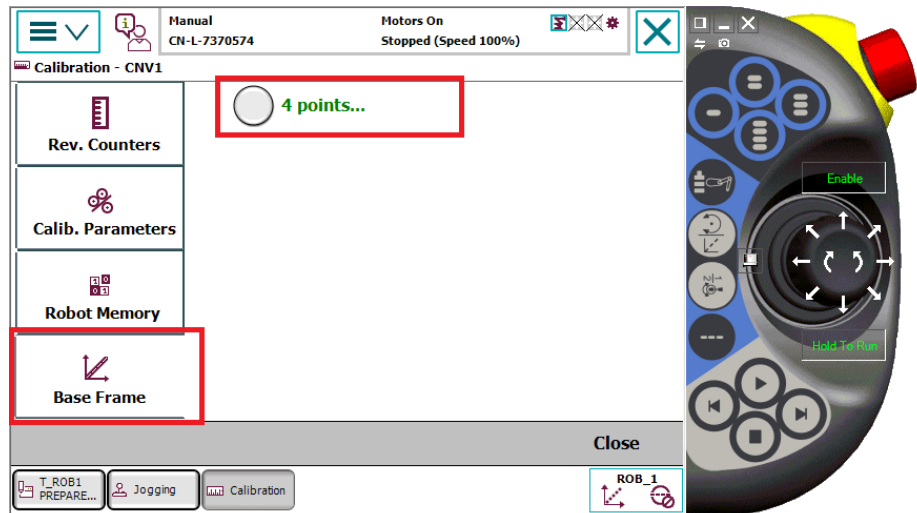 Manual
CN-L-7370574
Motors On
Stopped (Speed 100%)
Calibration - CNV1
4 points...
Rev. Counters
Calib. Parameters
Robot Memory
Base Frame
Close
T_ROB1
PREPARE...
Jogging
Calibration
ROB_1
Enable
Hold To Run